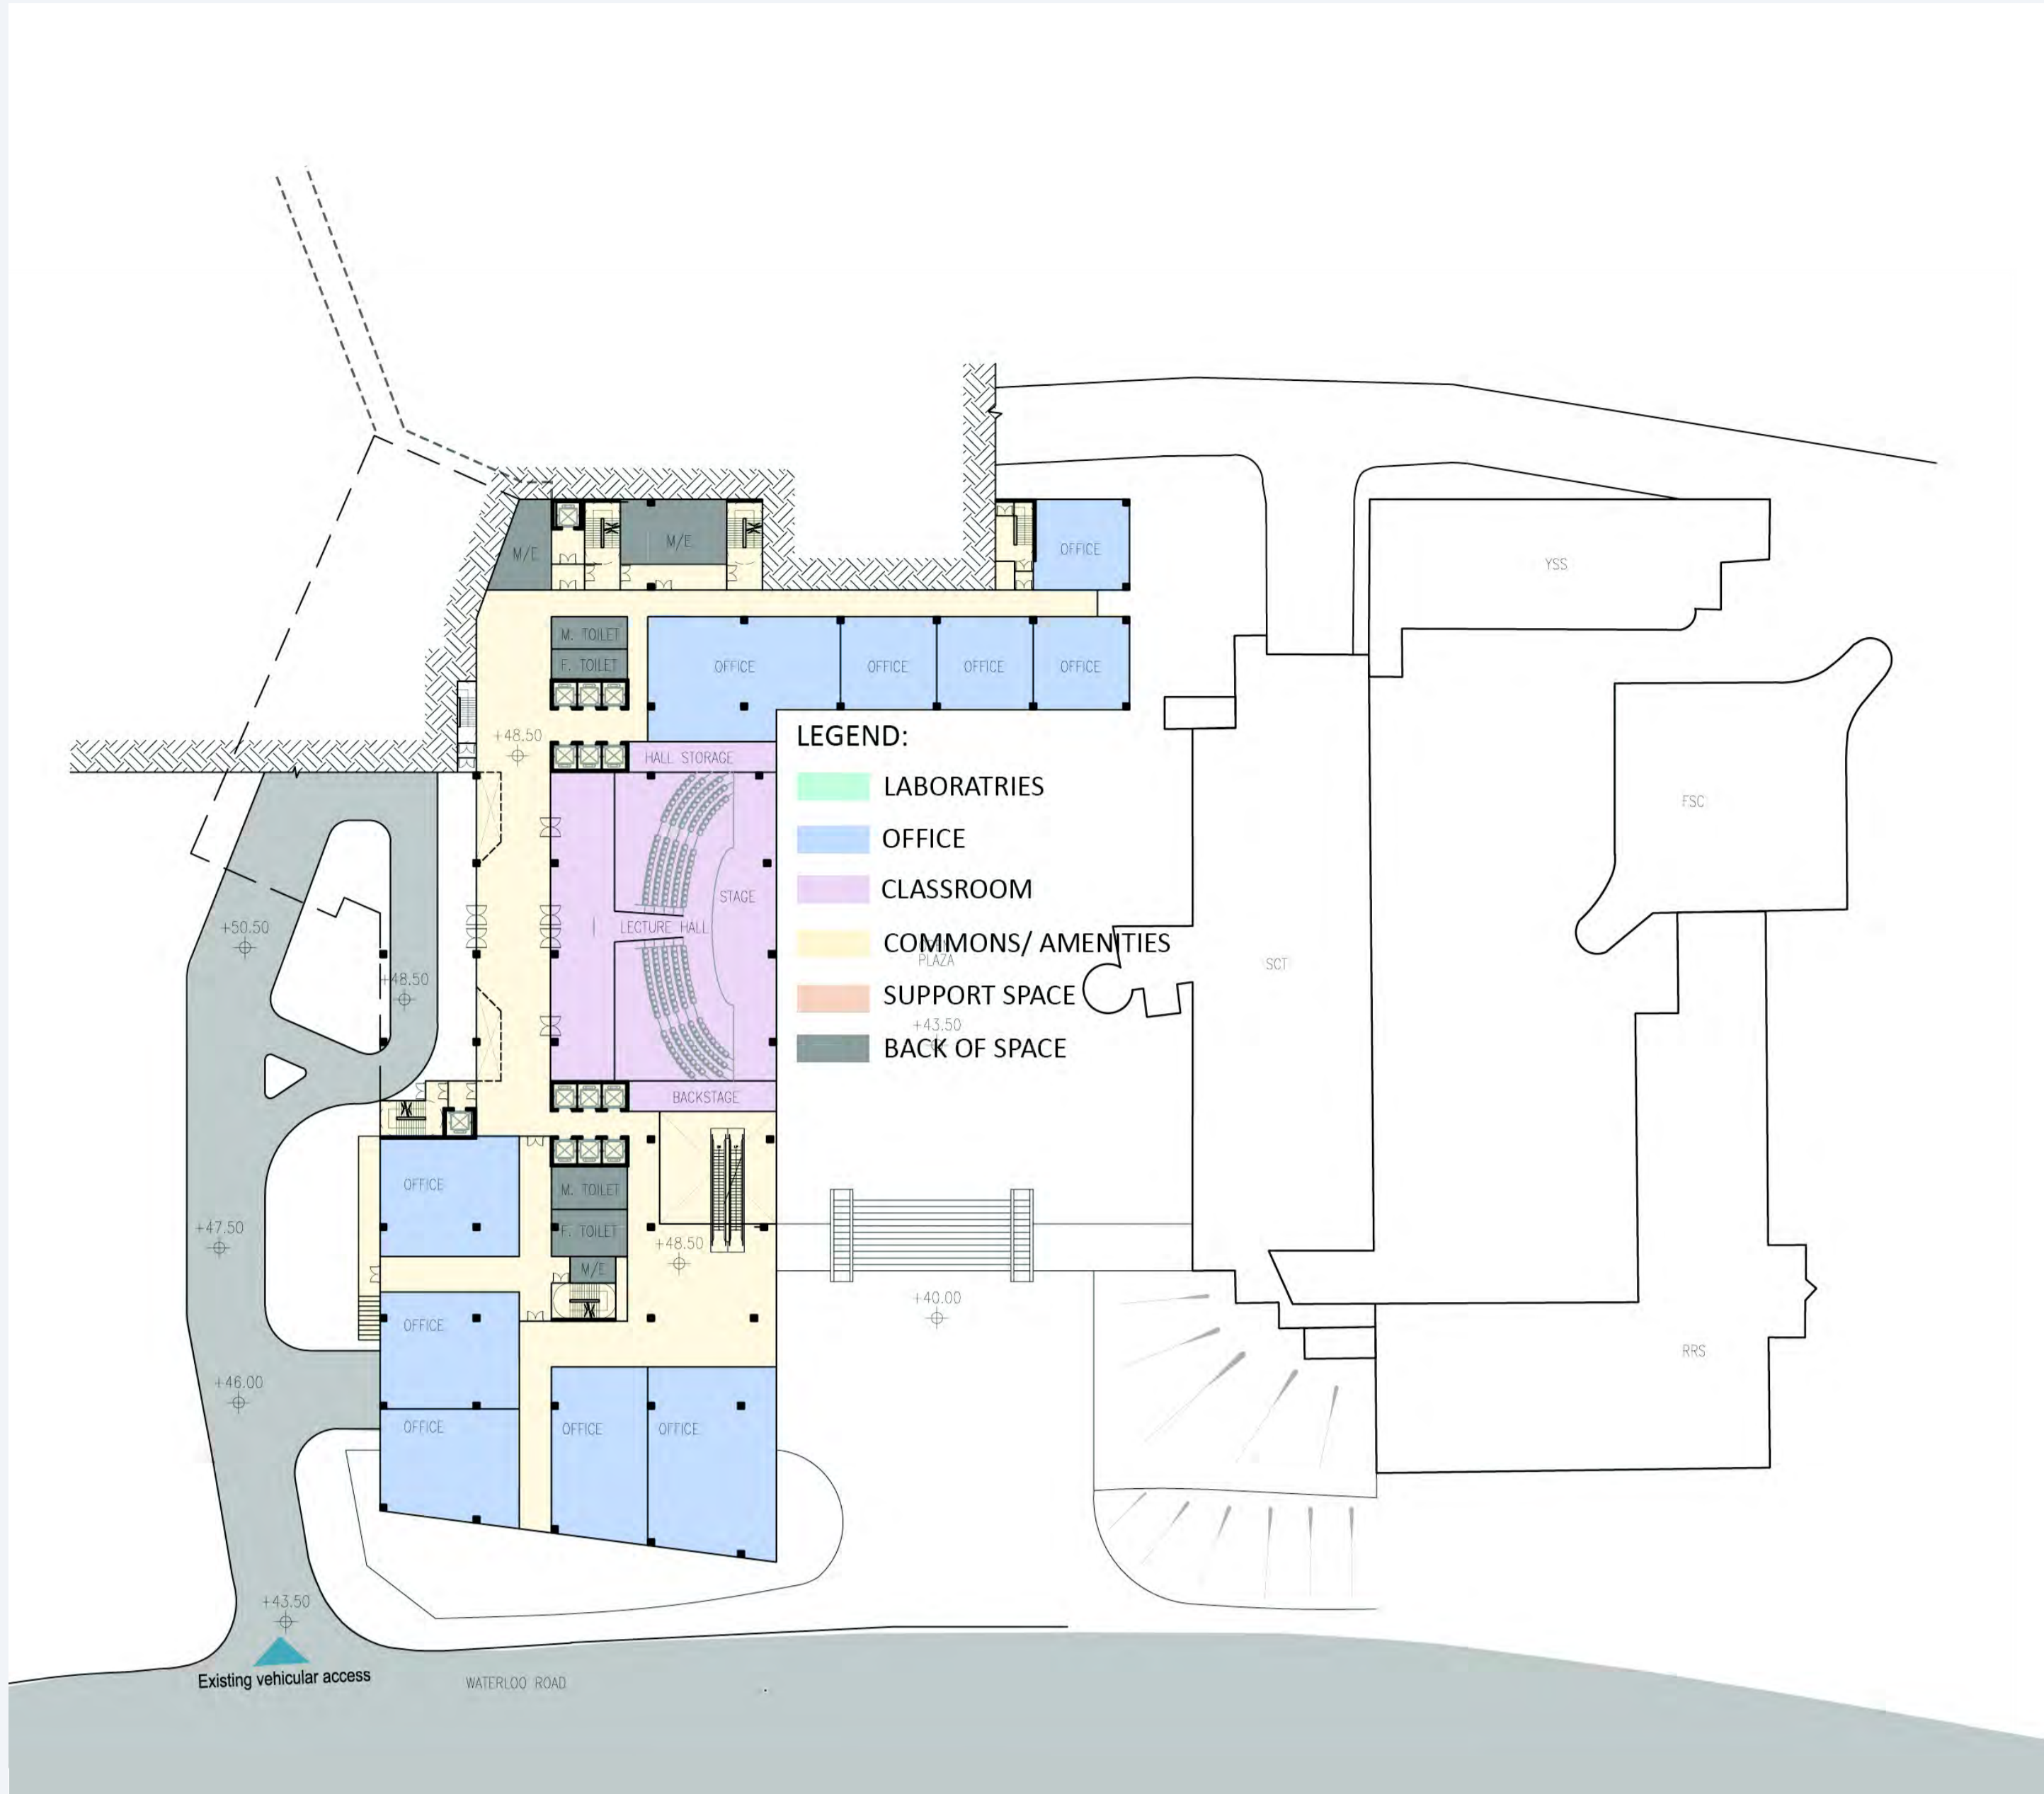 OFFICE
M/E
M/E
YSS
M. TOILET
F. TOILET
OFFICE
OFFICE
OFFICE
OFFICE
+48.50
LEGEND:
HALL STORAGE
LABORATRIES
FSC
OFFICE
CLASSROOM
STAGE
+50.50
LECTURE HALL
COMMONS/ AMENITIES
PLAZA
SCT
+48.50
SUPPORT SPACE
+43.50
BACK OF SPACE
BACKSTAGE
OFFICE
M. TOILET
+47.50
F. TOILET
+48.50
M/E
+40.00
OFFICE
RRS
+46.00
OFFICE
OFFICE
OFFICE
+43.50
Existing vehicular access
WATERLOO ROAD